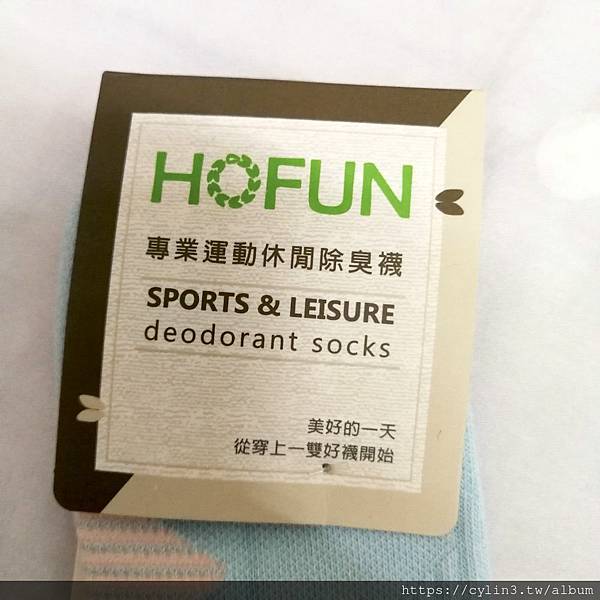 HOFUN
專業運動休閒除臭襪
SPORTS & LEISURE
deodorant socks
美好的一天
從穿上一雙好襪開始
https://cylin3.tw/album